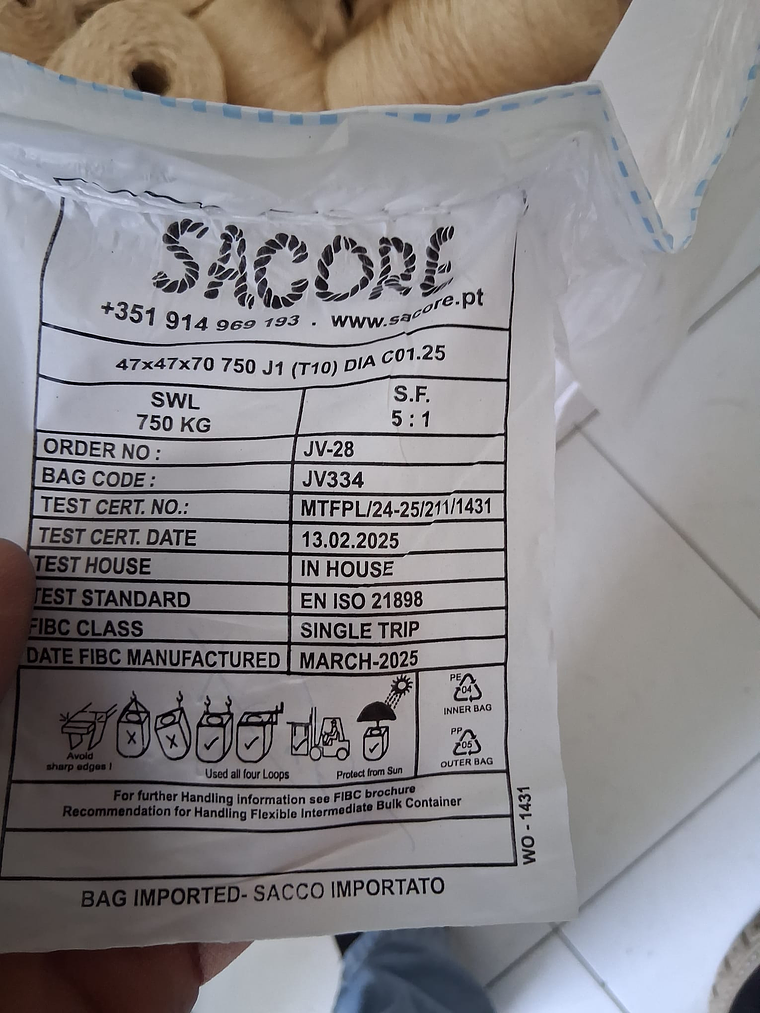 SACORE
+351 914 969 193 . www.sacore.pt
47x47x70 750 J1 (T10) DIA C01.25
SWL
750 KG
S.F.
5 : 1
ORDER NO : JV-28
BAG CODE : JV334
TEST CERT. NO.: MTFPL/24-25/211/1431
TEST CERT. DATE 13.02.2025
TEST HOUSE IN HOUSE
TEST STANDARD EN ISO 21898
FIBC CLASS SINGLE TRIP
DATE FIBC MANUFACTURED MARCH-2025
Avoid
sharp edges !
Used all four Loops
Protect from Sun
PE
04
INNER BAG
PP
05
OUTER BAG
For further Handling information see FIBC brochure
Recommendation for Handling Flexible Intermediate Bulk Container
WO - 1431
BAG IMPORTED- SACCO IMPORTATO